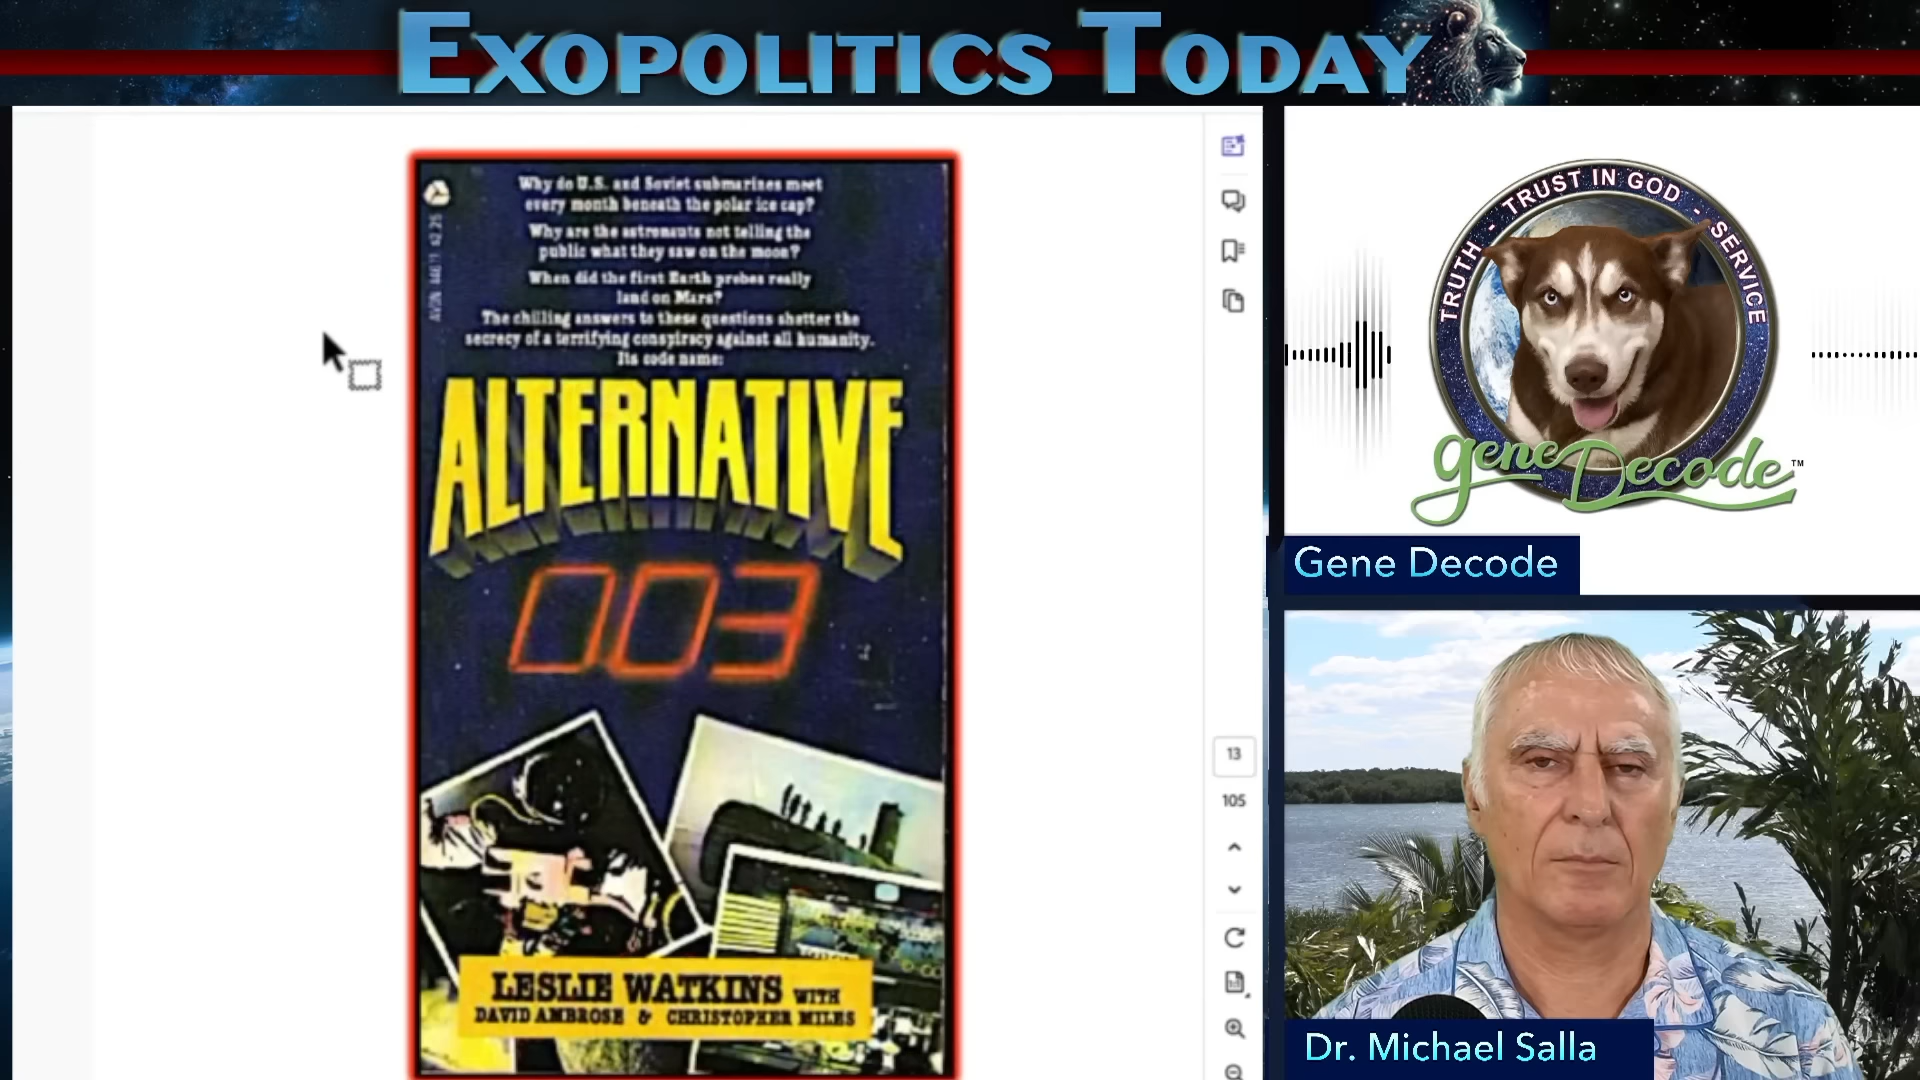 EXOPOLITICS TODAY
Why do U.S. and Soviet submarines meet
every month beneath the polar ice cap?
Why are the astronauts not telling the
public what they saw on the moon?
When did the first Earth probes really
land on Mars?
The chilling answers to these questions shatter the
secrecy of a terrifying conspiracy against all humanity.
Its code name:
ALTERNATIVE
003
LESLIE WATKINS WITH
DAVID AMBROSE & CHRISTOPHER MILES
13
105
TRUTH - TRUST IN GOD - SERVICE
gene Decode™
Gene Decode
Dr. Michael Salla